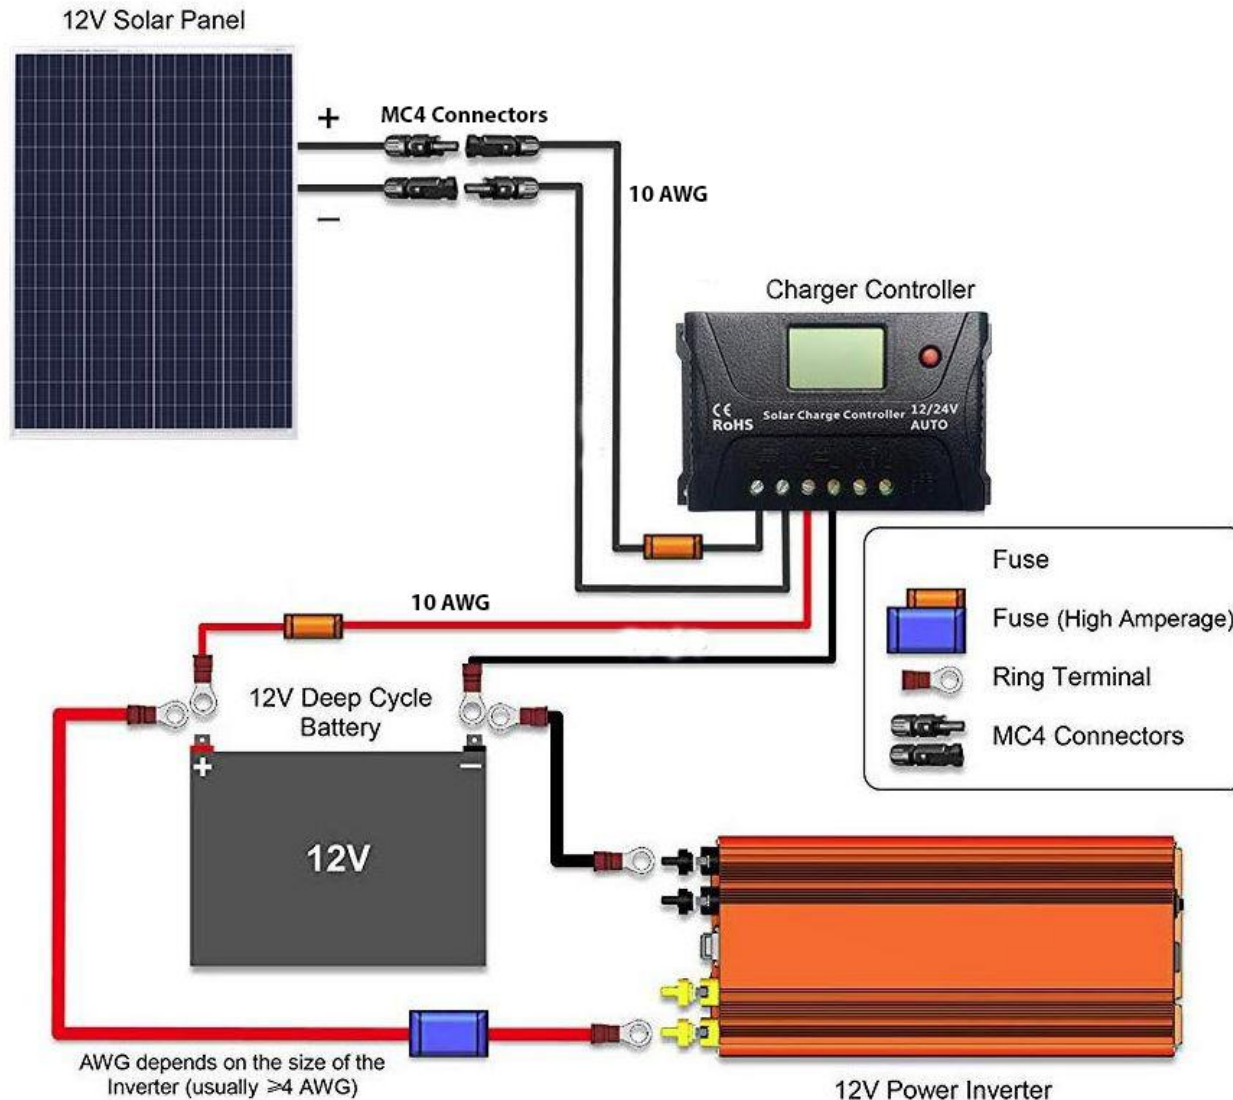 12V Solar Panel
+
MC4 Connectors
10 AWG
−
Charger Controller
CE
RoHS
Solar Charge Controller
12/24V
AUTO
10 AWG
12V Deep Cycle
Battery
+
−
12V
Fuse
Fuse (High Amperage)
Ring Terminal
MC4 Connectors
AWG depends on the size of the
Inverter (usually ≥4 AWG)
12V Power Inverter